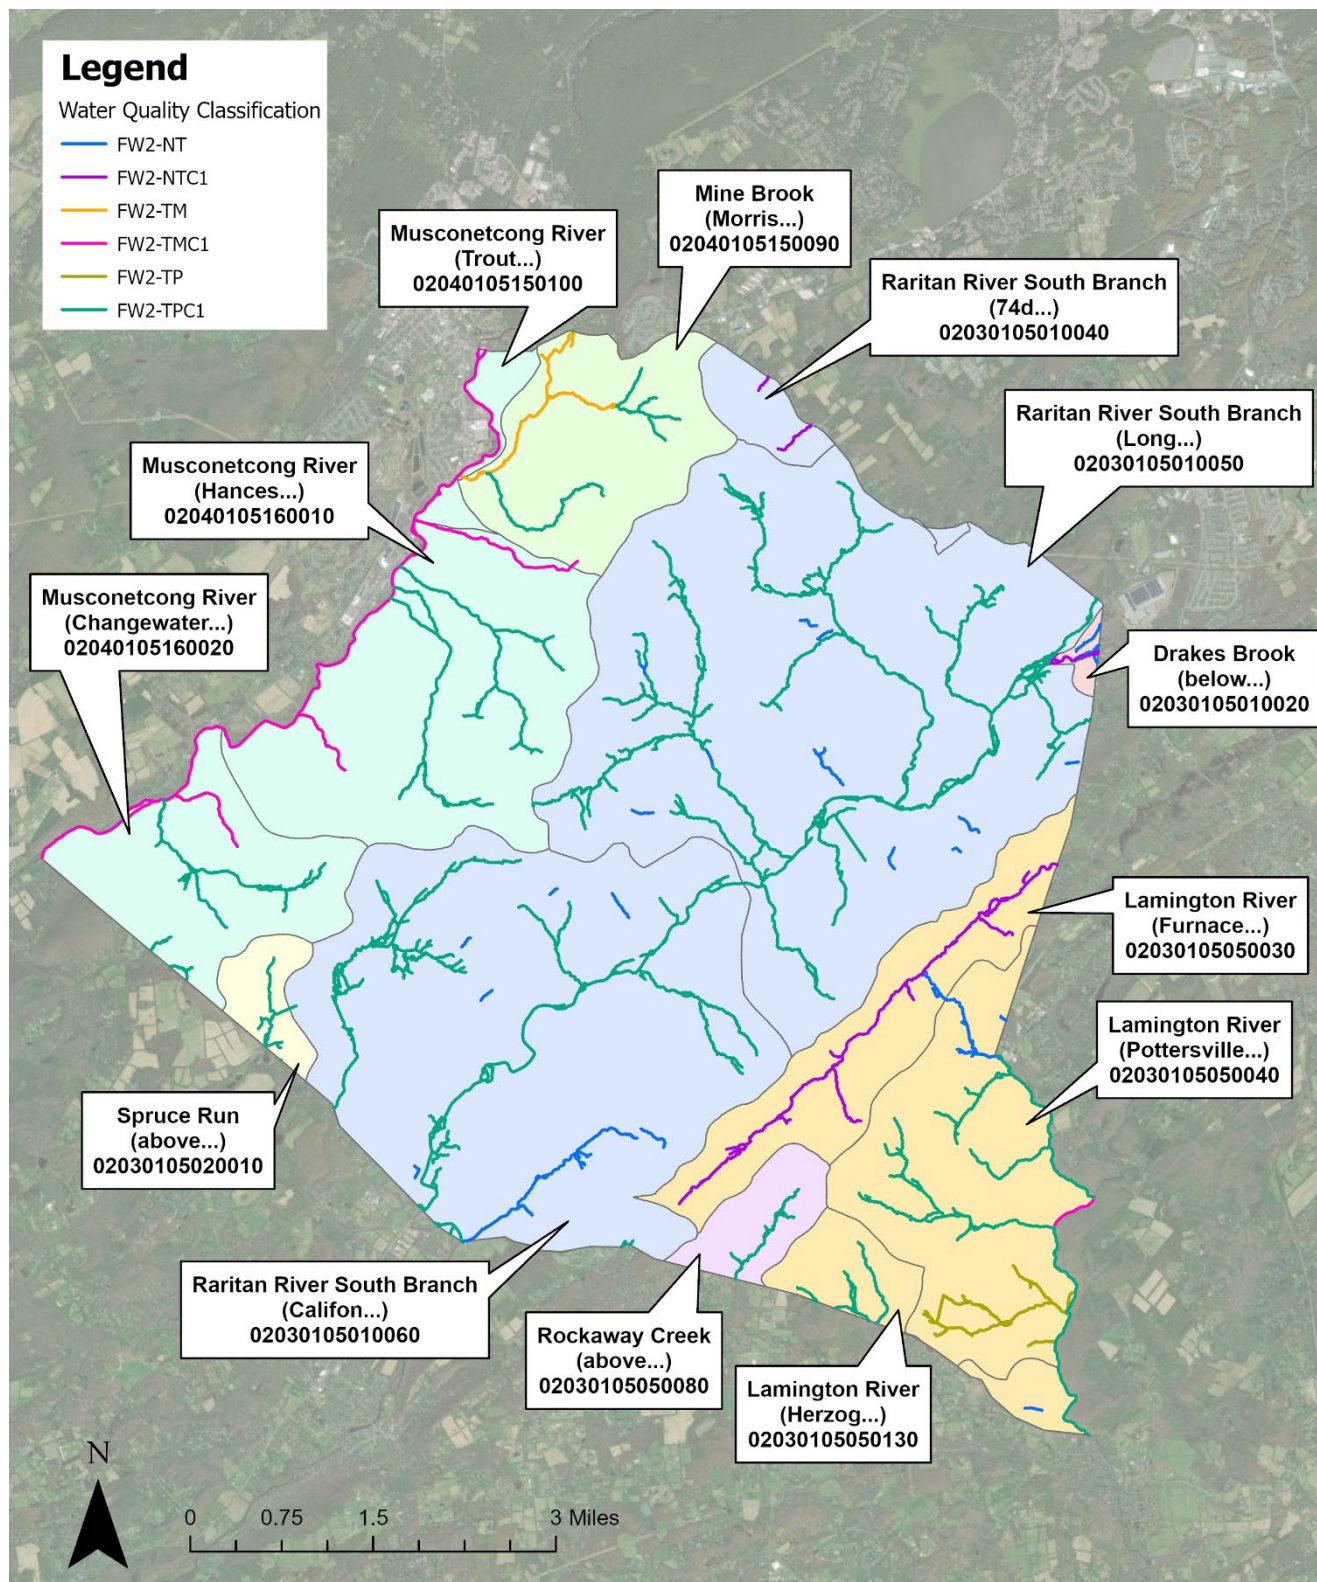 Legend
Water Quality Classification
FW2-NT
FW2-NTC1
FW2-TM
FW2-TMC1
FW2-TP
FW2-TPC1
Mine Brook
(Morris...)
02040105150090
Musconetcong River
(Trout...)
02040105150100
Raritan River South Branch
(74d...)
02030105010040
Raritan River South Branch
(Long...)
02030105010050
Musconetcong River
(Hances...)
02040105160010
Musconetcong River
(Changewater...)
02040105160020
Drakes Brook
(below...)
02030105010020
Lamington River
(Furnace...)
02030105050030
Lamington River
(Pottersville...)
02030105050040
Spruce Run
(above...)
02030105020010
Raritan River South Branch
(Califon...)
02030105010060
Rockaway Creek
(above...)
02030105050080
Lamington River
(Herzog...)
02030105050130
N
0 0.75 1.5 3 Miles